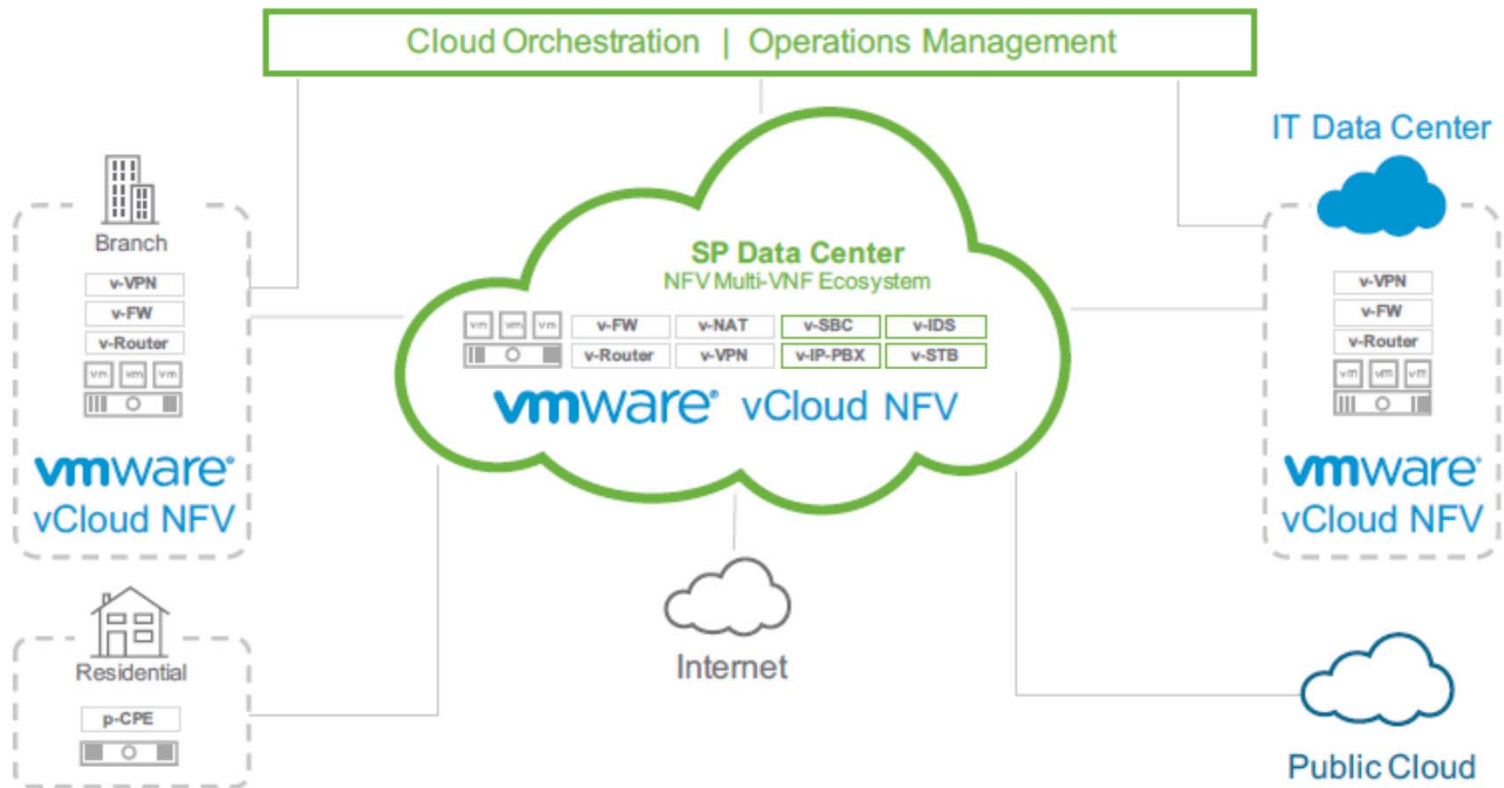 Cloud Orchestration | Operations Management
IT Data Center
Branch
v-VPN
v-FW
v-Router
vm vm vm
vmware®
vCloud NFV
SP Data Center
NFV Multi-VNF Ecosystem
vm vm vm
v-FW v-NAT v-SBC v-IDS
v-Router v-VPN v-IP-PBX v-STB
vmware® vCloud NFV
v-VPN
v-FW
v-Router
vm vm vm
vmware®
vCloud NFV
Residential
p-CPE
Internet
Public Cloud